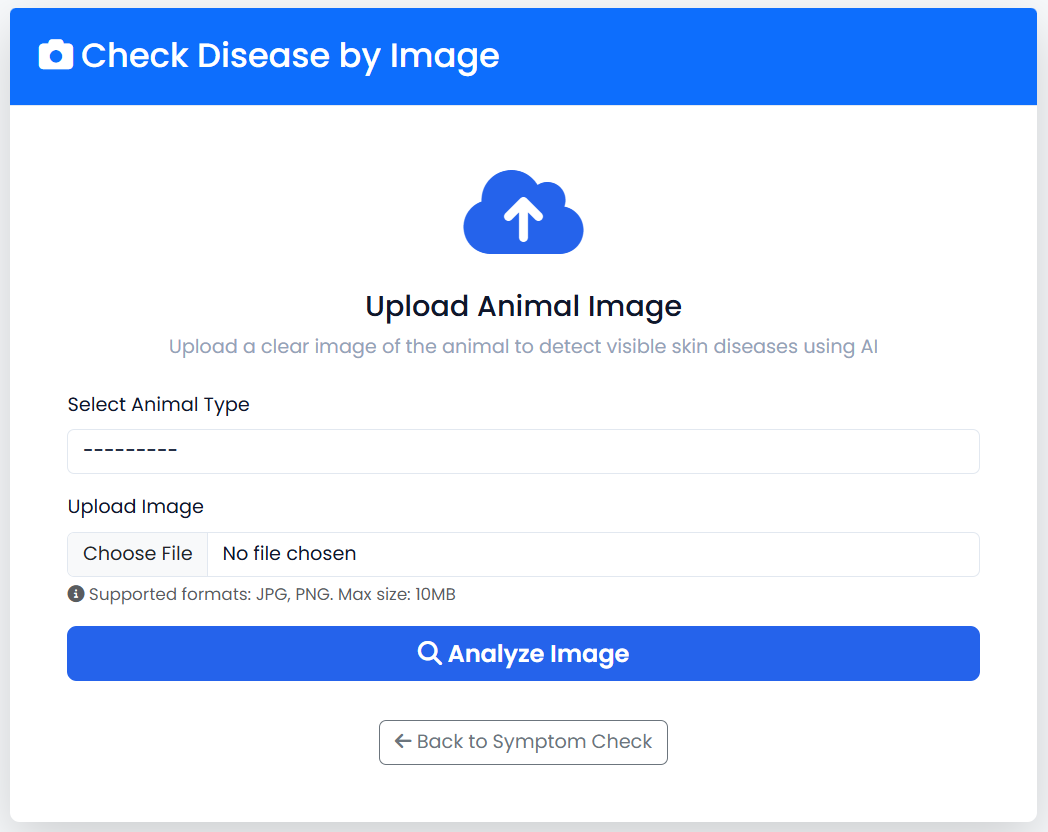 Check Disease by Image
Upload Animal Image
Upload a clear image of the animal to detect visible skin diseases using AI
Select Animal Type
---------
Upload Image
Choose File No file chosen
Supported formats: JPG, PNG. Max size: 10MB
Analyze Image
Back to Symptom Check